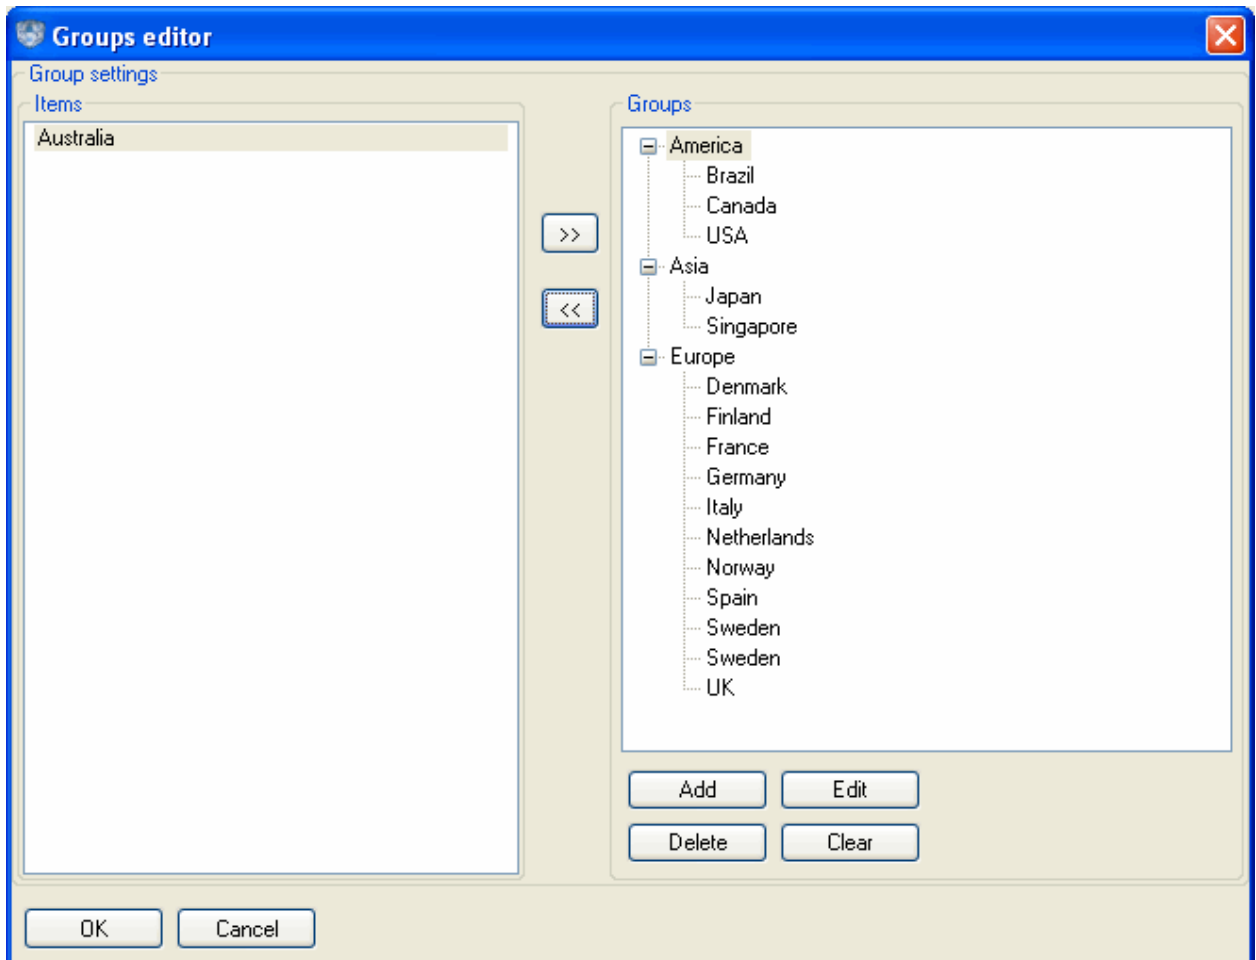 Groups editor
Group settings
Items
Australia
>>
<<
Groups
America
Brazil
Canada
USA
Asia
Japan
Singapore
Europe
Denmark
Finland
France
Germany
Italy
Netherlands
Norway
Spain
Sweden
Sweden
UK
Add Edit
Delete Clear
OK Cancel